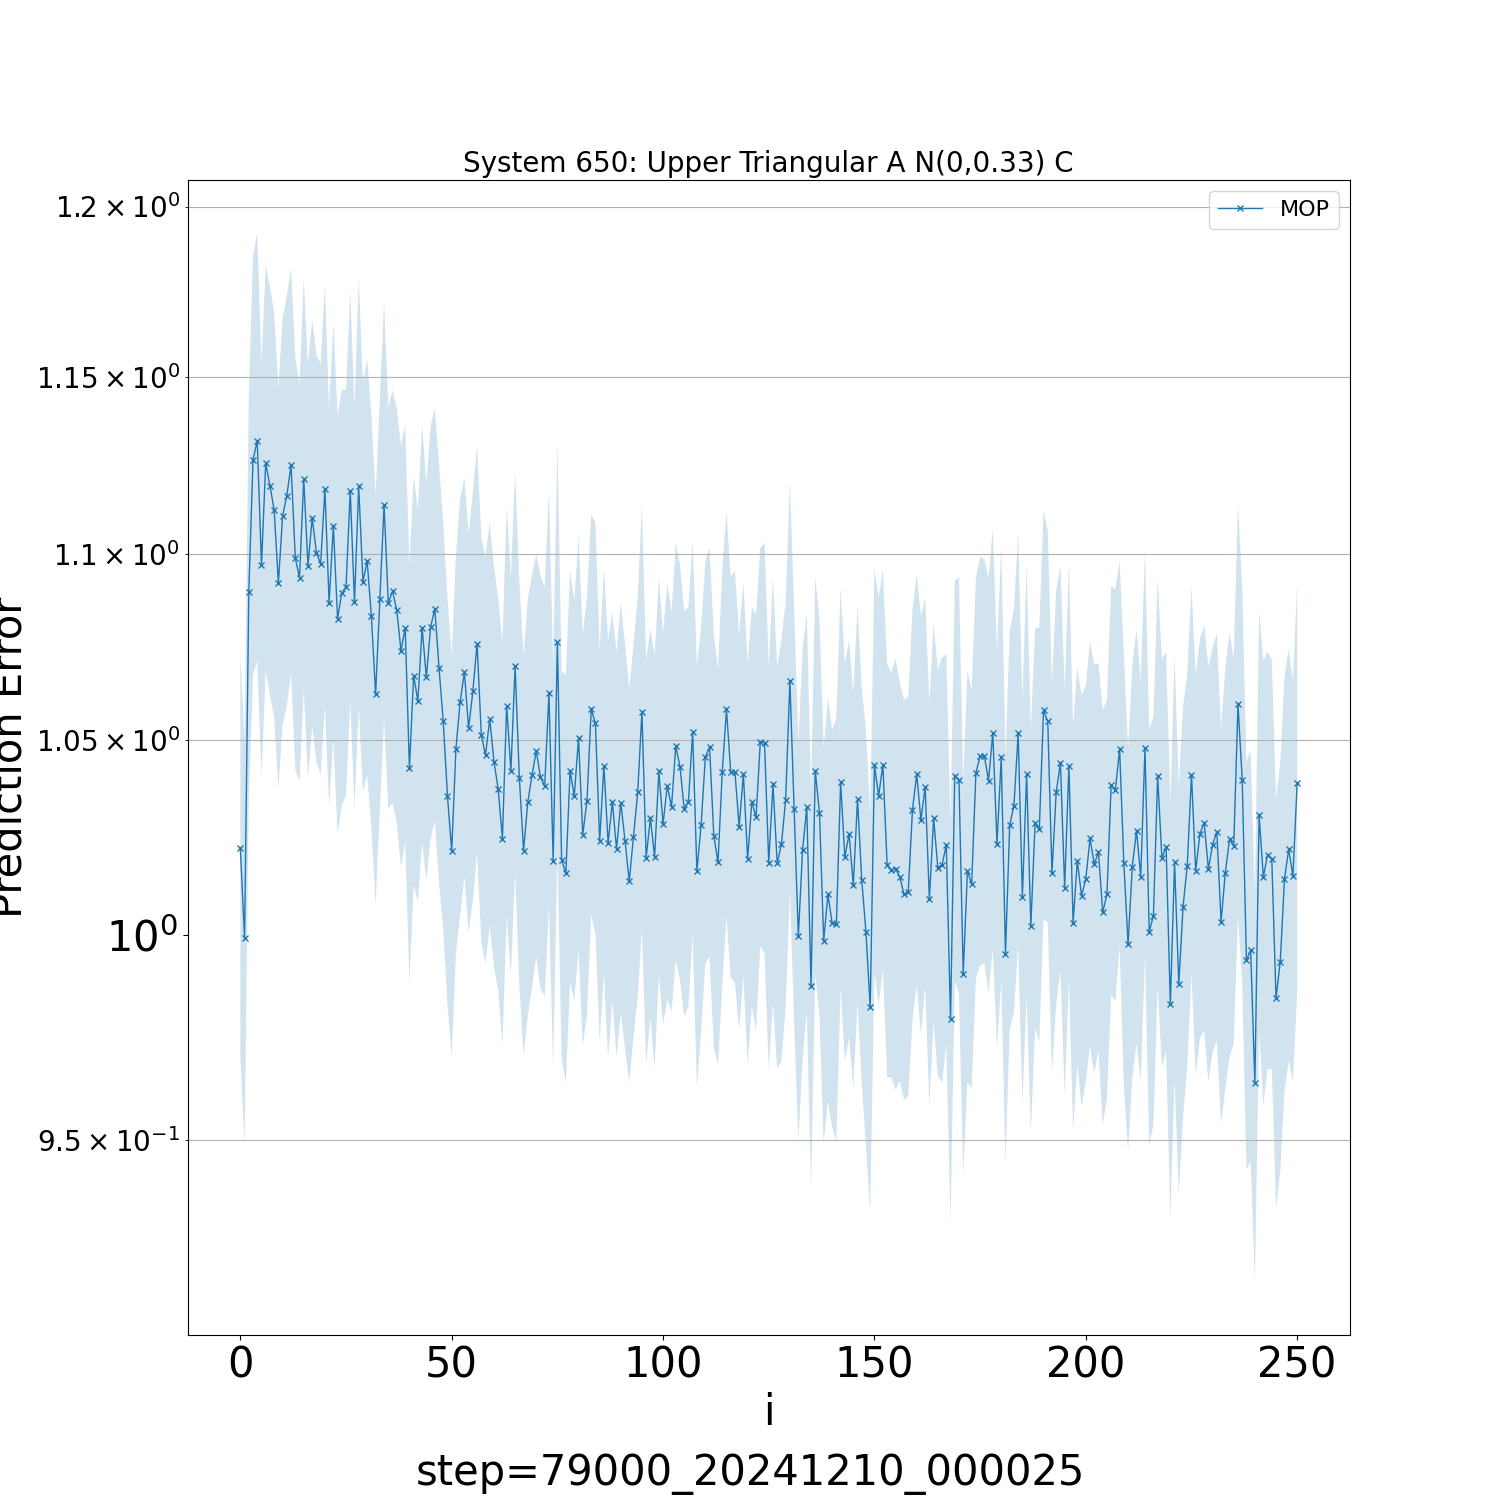 System 650: Upper Triangular A N(0,0.33) C
MOP
1.2 × 10⁰
1.15 × 10⁰
1.1 × 10⁰
1.05 × 10⁰
10⁰
9.5 × 10⁻¹
Prediction Error
0 50 100 150 200 250
i
step=79000_20241210_000025